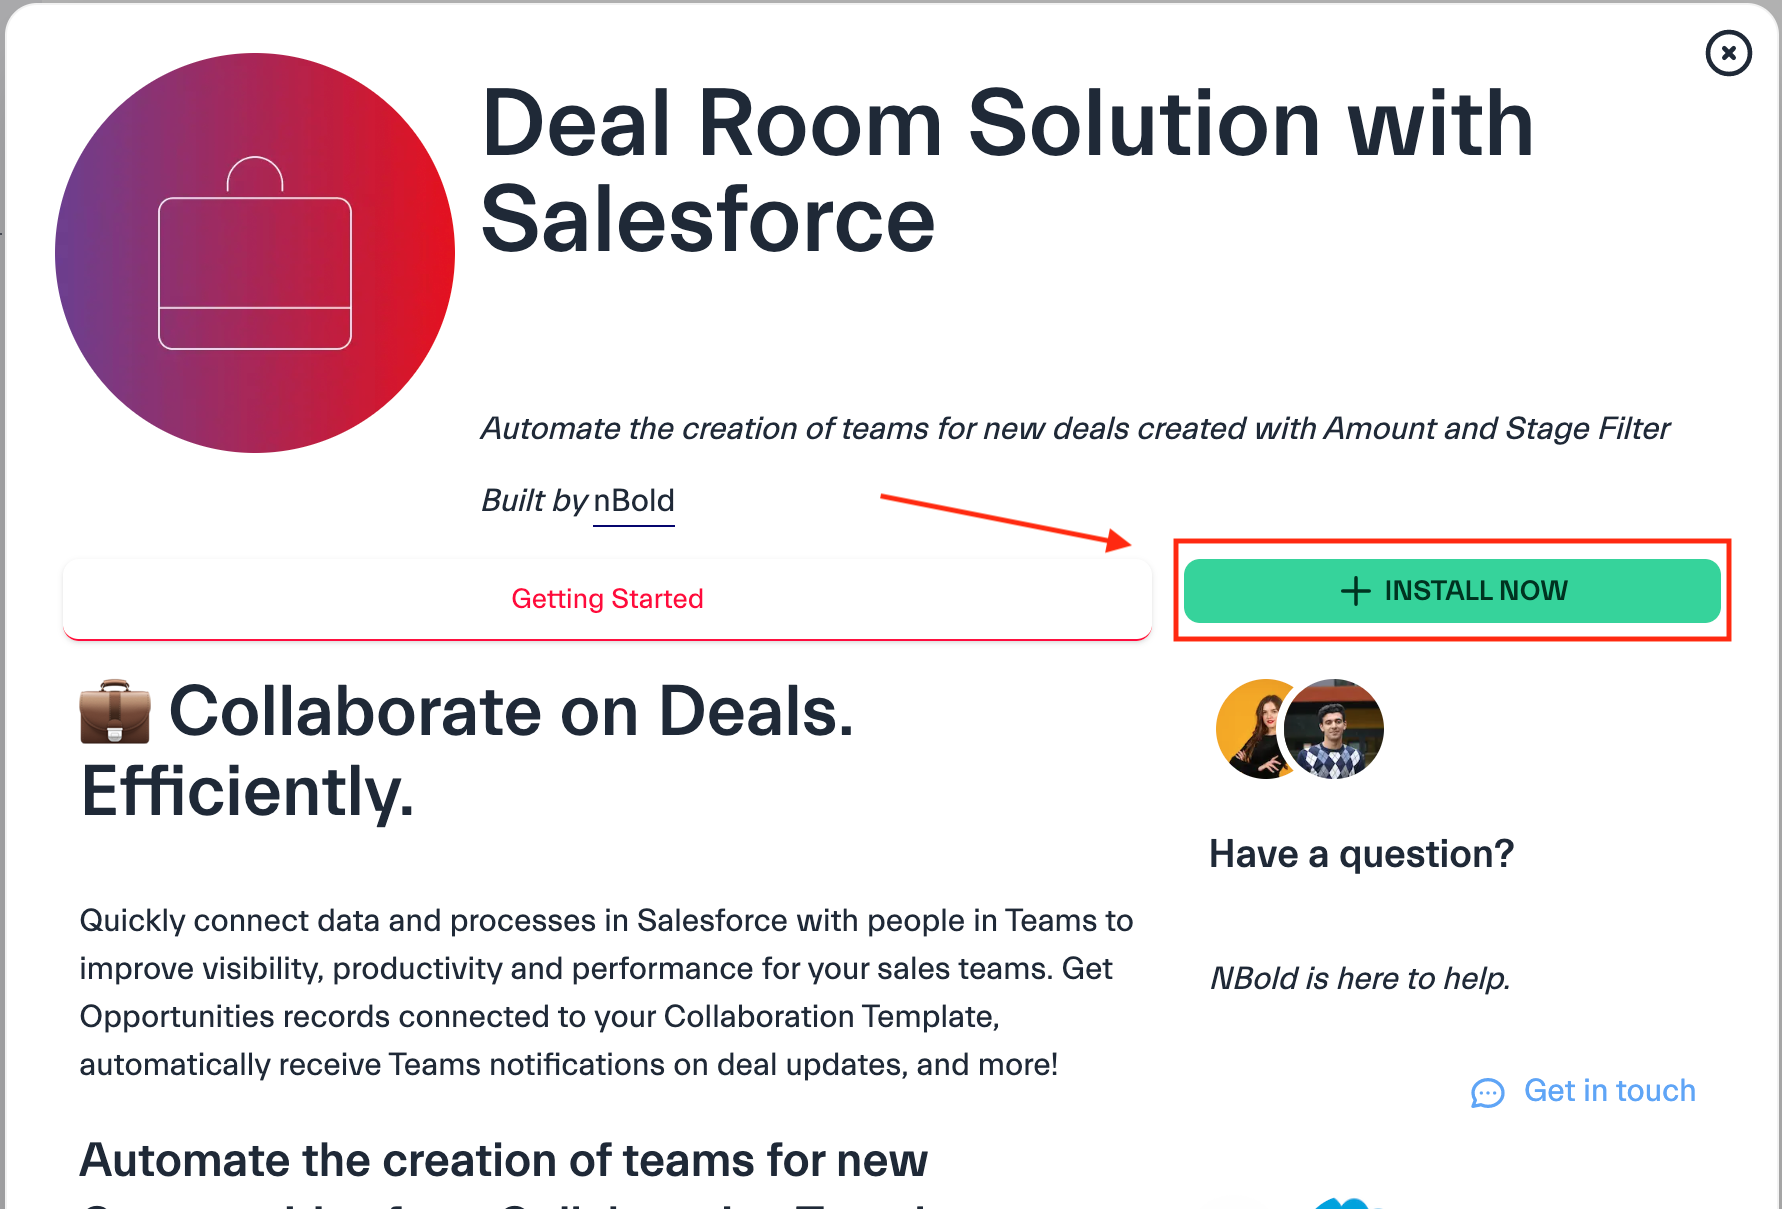 Deal Room Solution with
Salesforce
Automate the creation of teams for new deals created with Amount and Stage Filter
Built by nBold
Getting Started
INSTALL NOW
Collaborate on Deals.
Efficiently.
Quickly connect data and processes in Salesforce with people in Teams to
improve visibility, productivity and performance for your sales teams. Get
Opportunities records connected to your Collaboration Template,
automatically receive Teams notifications on deal updates, and more!
Automate the creation of teams for new
Have a question?
NBold is here to help.
Get in touch